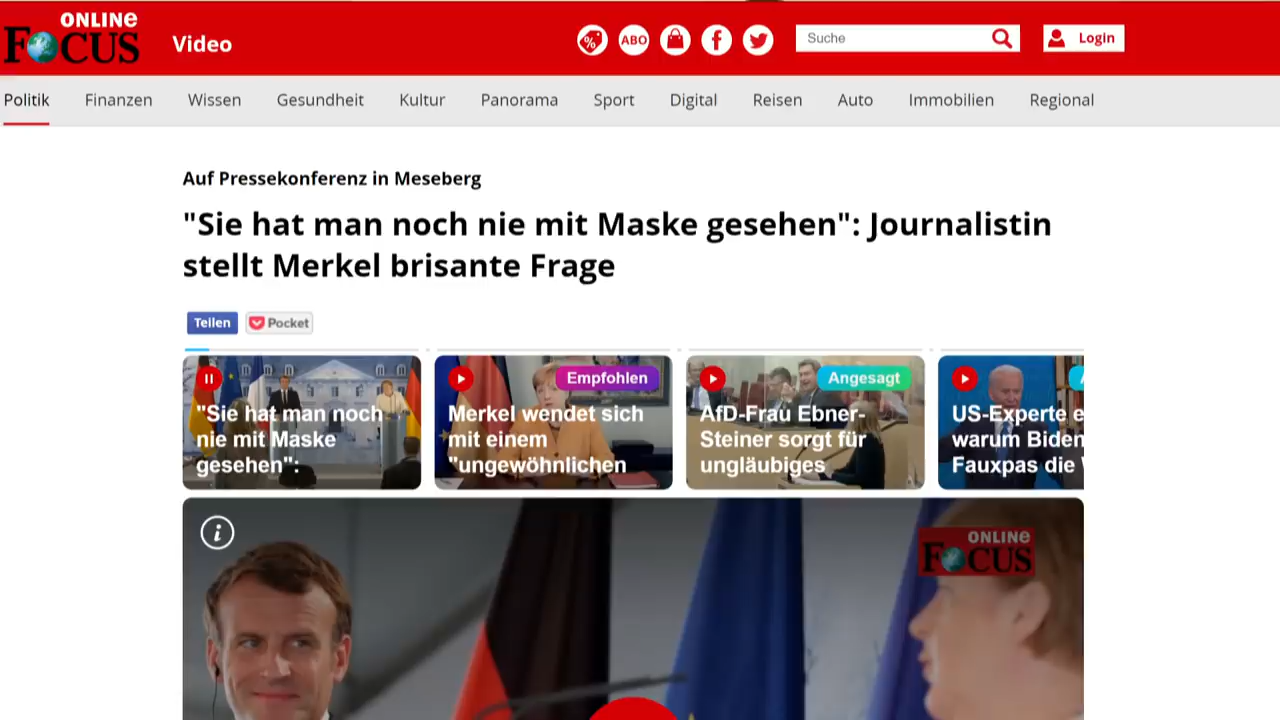 ONLINE
FOCUS
Video
%
ABO
f
Suche
Login
Politik
Finanzen
Wissen
Gesundheit
Kultur
Panorama
Sport
Digital
Reisen
Auto
Immobilien
Regional
Auf Pressekonferenz in Meseberg
"Sie hat man noch nie mit Maske gesehen": Journalistin
stellt Merkel brisante Frage
Teilen
Pocket
"Sie hat man noch
nie mit Maske
gesehen":
Empfohlen
Merkel wendet sich
mit einem
"ungewöhnlichen
Angesagt
AfD-Frau Ebner-
Steiner sorgt für
ungläubiges
US-Experte e
warum Biden
Fauxpas die
i
ONLINE
FOCUS